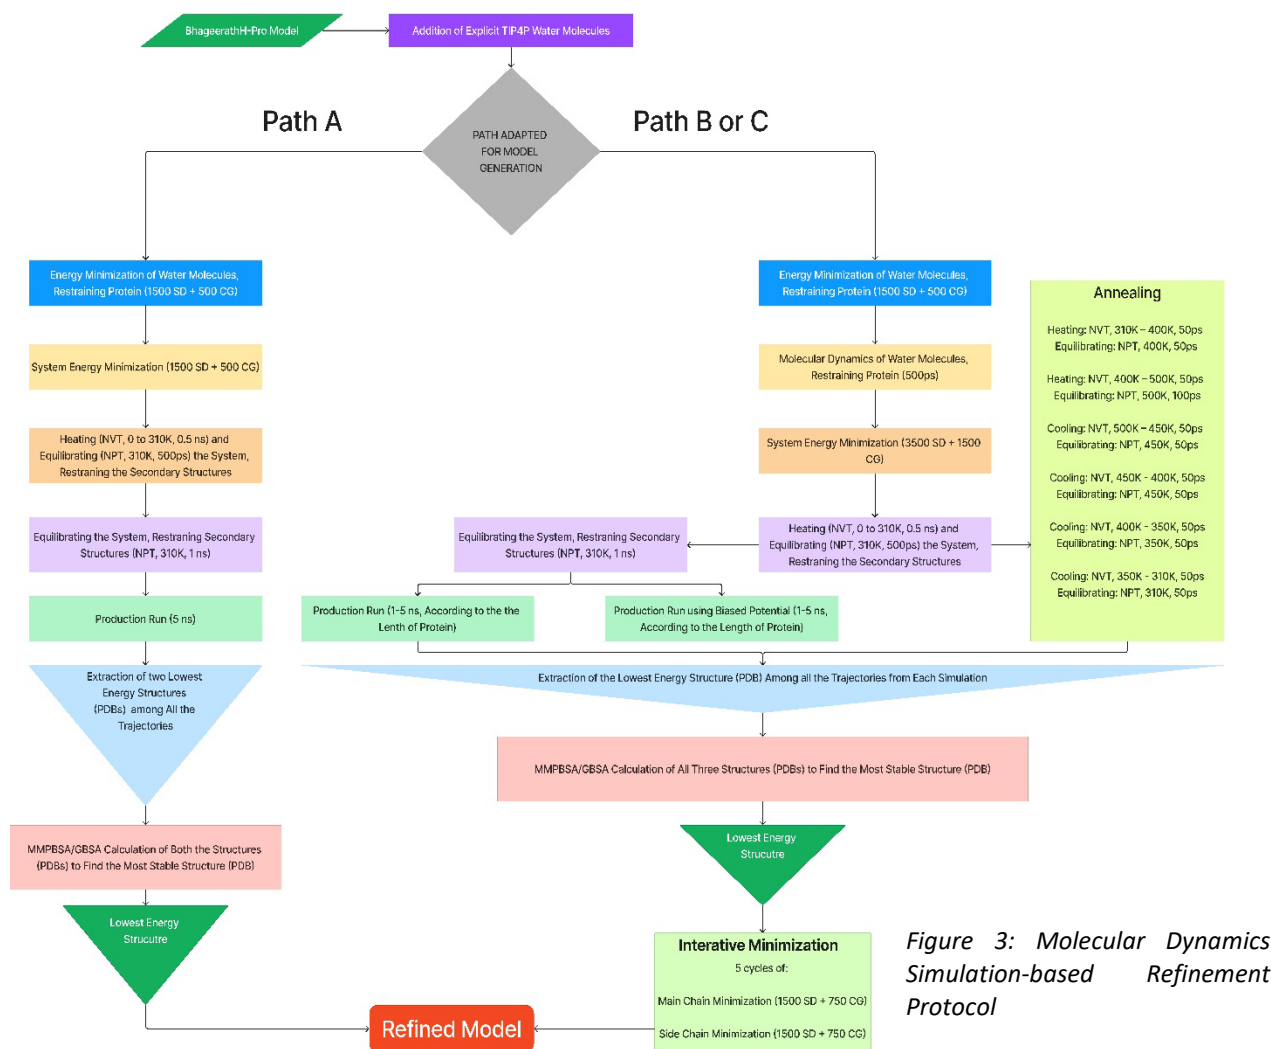 BhageerathH-Pro Model
Addition of Explicit TIP4P Water Molecules
Path A
PATH ADAPTED
FOR MODEL
GENERATION
Path B or C
Energy Minimization of Water Molecules,
Restraining Protein (1500 SD + 500 CG)
System Energy Minimization (1500 SD + 500 CG)
Heating (NVT, 0 to 310K, 0.5 ns) and
Equilibrating (NPT, 310K, 500ps) the System,
Restraning the Secondary Structures
Equilibrating the System, Restraning Secondary
Structures (NPT, 310K, 1 ns)
Production Run (5 ns)
Extraction of two Lowest
Energy Structures
(PDBs) among All the
Trajectories
MMPBSA/GBSA Calculation of Both the Structures
(PDBs) to Find the Most Stable Structure (PDB)
Lowest Energy
Strucutre
Energy Minimization of Water Molecules,
Restraining Protein (1500 SD + 500 CG)
Molecular Dynamics of Water Molecules,
Restraining Protein (500ps)
System Energy Minimization (3500 SD + 1500
CG)
Heating (NVT, 0 to 310K, 0.5 ns) and
Equilibrating (NPT, 310K, 500ps) the System,
Restraning the Secondary Structures
Equilibrating the System, Restraning Secondary
Structures (NPT, 310K, 1 ns)
Production Run (1-5 ns, According to the the
Lenth of Protein)
Production Run using Biased Potential (1-5 ns,
According to the Length of Protein)
Annealing
Heating: NVT, 310K – 400K, 50ps
Equilibrating: NPT, 400K, 50ps
Heating: NVT, 400K – 500K, 50ps
Equilibrating: NPT, 500K, 100ps
Cooling: NVT, 500K – 450K, 50ps
Equilibrating: NPT, 450K, 50ps
Cooling: NVT, 450K - 400K, 50ps
Equilibrating: NPT, 450K, 50ps
Cooling: NVT, 400K - 350K, 50ps
Equilibrating: NPT, 350K, 50ps
Cooling: NVT, 350K - 310K, 50ps
Equilibrating: NPT, 310K, 50ps
Extraction of the Lowest Energy Structure (PDB) Among all the Trajectories from Each Simulation
MMPBSA/GBSA Calculation of All Three Structures (PDBs) to Find the Most Stable Structure (PDB)
Lowest Energy
Strucutre
Interative Minimization
5 cycles of:
Main Chain Minimization (1500 SD + 750 CG)
Side Chain Minimization (1500 SD + 750 CG)
Refined Model
Figure 3: Molecular Dynamics
Simulation-based Refinement
Protocol